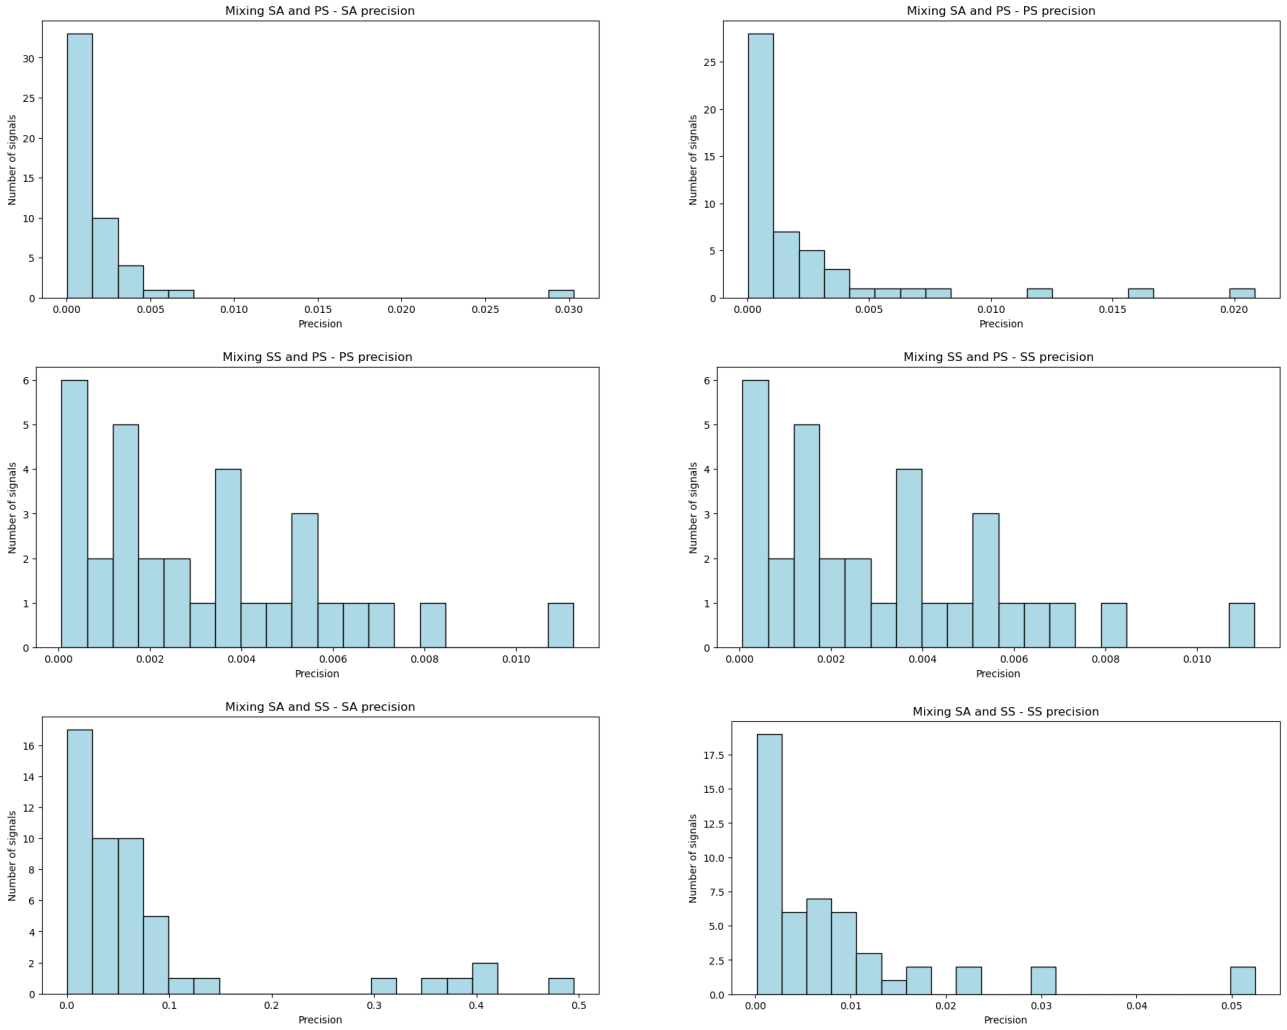 Mixing SA and PS - SA precision
Number of signals
30
25
20
15
10
5
0
0.000 0.005 0.010 0.015 0.020 0.025 0.030
Precision
Mixing SA and PS - PS precision
Number of signals
25
20
15
10
5
0
0.000 0.005 0.010 0.015 0.020
Precision
Mixing SS and PS - PS precision
Number of signals
6
5
4
3
2
1
0
0.000 0.002 0.004 0.006 0.008 0.010
Precision
Mixing SS and PS - SS precision
Number of signals
6
5
4
3
2
1
0
0.000 0.002 0.004 0.006 0.008 0.010
Precision
Mixing SA and SS - SA precision
Number of signals
16
14
12
10
8
6
4
2
0
0.0 0.1 0.2 0.3 0.4 0.5
Precision
Mixing SA and SS - SS precision
Number of signals
17.5
15.0
12.5
10.0
7.5
5.0
2.5
0.0
0.00 0.01 0.02 0.03 0.04 0.05
Precision